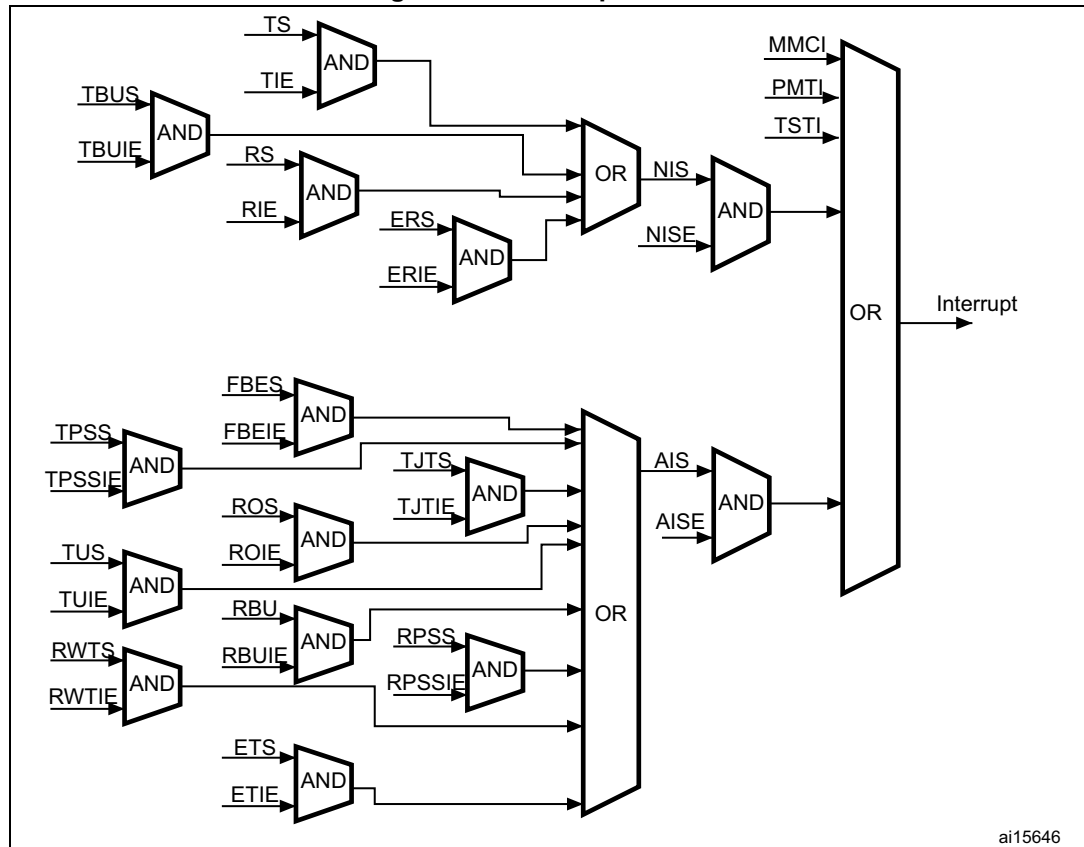 TS
AND
TIE
TBUS
AND
TBUIE
RS
AND
RIE
ERS
AND
ERIE
OR
NIS
NISE
AND
MMCI
PMTI
TSTI
OR
Interrupt
FBES
AND
FBEIE
TPSS
AND
TPSSIE
TJTS
AND
TJTIE
ROS
AND
ROIE
TUS
AND
TUIE
RBU
AND
RBUIE
RPSS
AND
RPSSIE
RWTS
AND
RWTIE
ETS
AND
ETIE
OR
AIS
AISE
AND
ai15646